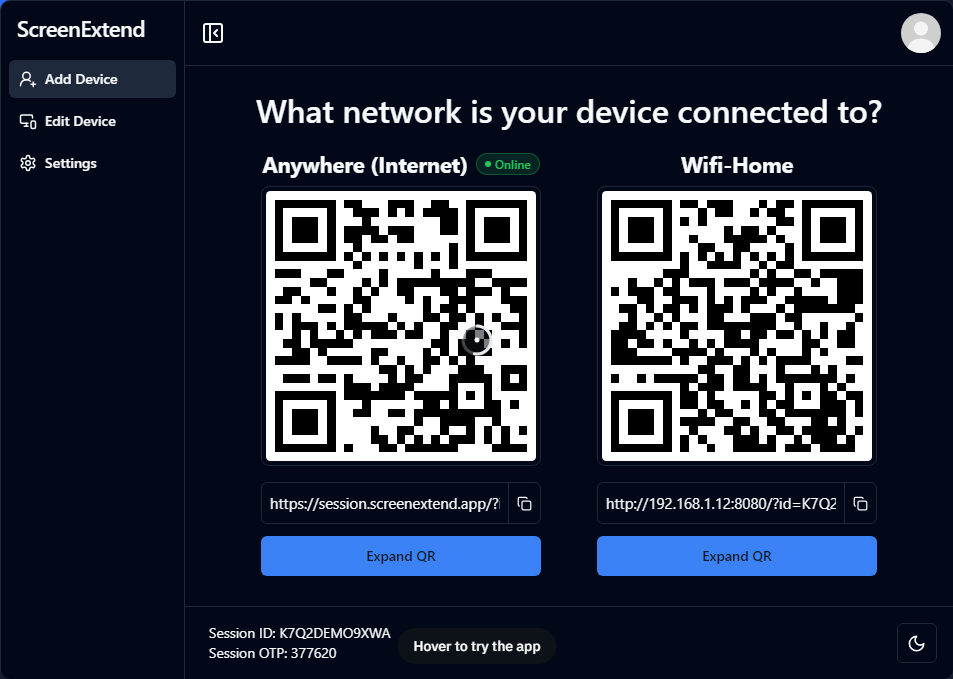 ScreenExtend
Add Device
Edit Device
Settings
What network is your device connected to?
Anywhere (Internet)
Online
Wifi-Home
https://session.screenextend.app/?i
http://192.168.1.12:8080/?id=K7Q2
Expand QR
Expand QR
Session ID: K7Q2DEMO9XWA
Session OTP: 377620
Hover to try the app